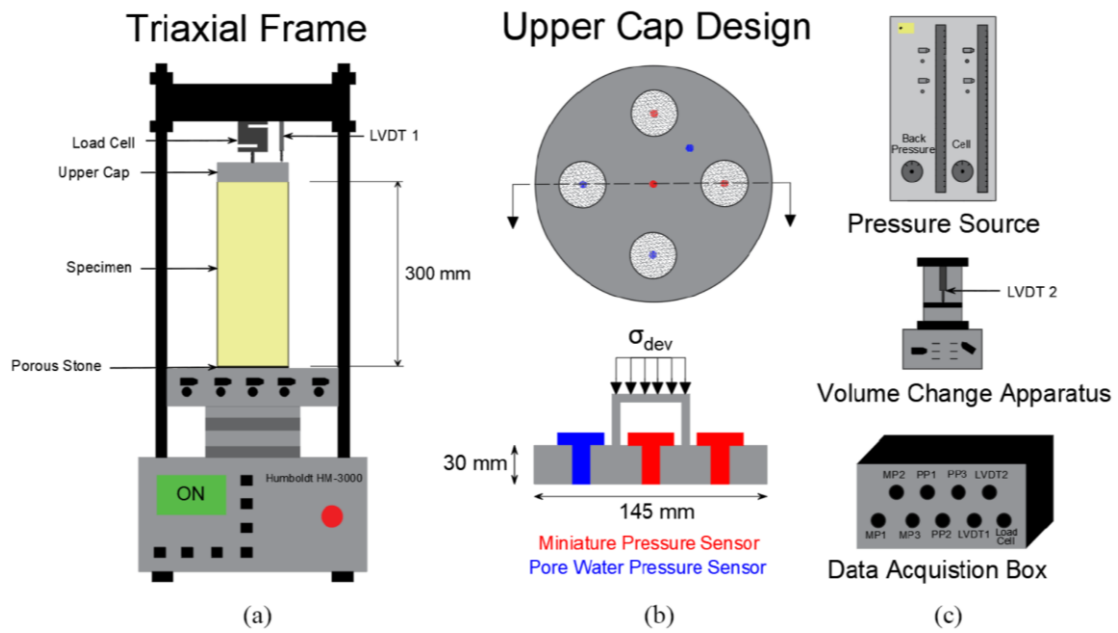 Triaxial Frame
Load Cell
LVDT 1
Upper Cap
Specimen
300 mm
Porous Stone
Humboldt HM-3000
ON
(a)
Upper Cap Design
σdev
30 mm
145 mm
Miniature Pressure Sensor
Pore Water Pressure Sensor
(b)
Back
Pressure
Cell
Pressure Source
LVDT 2
Volume Change Apparatus
MP2 PP1 PP3 LVDT2
MP1 MP3 PP2 LVDT1 Load
Cell
Data Acquistion Box
(c)